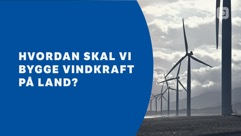 HVORDAN SKAL VI
BYGGE VINDKRAFT
PÅ LAND?